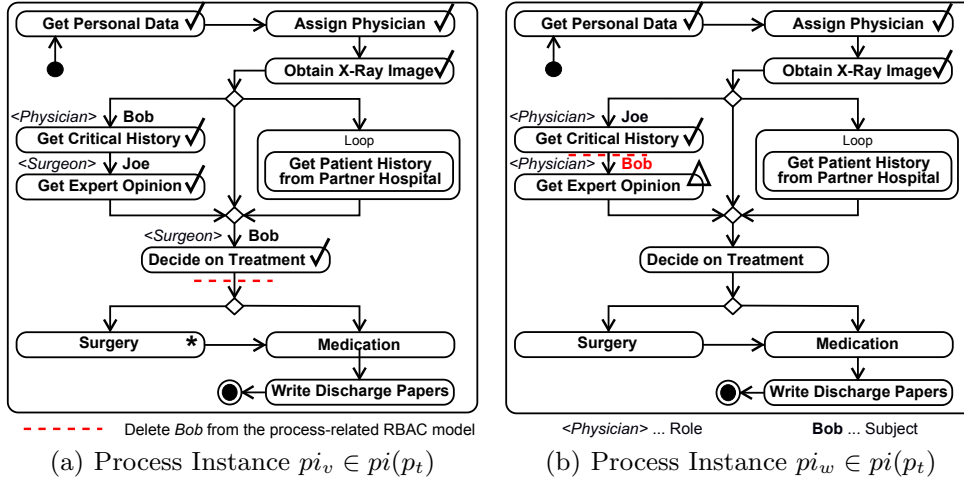 Get Personal Data
Assign Physician
Obtain X-Ray Image
<Physician> Bob
Get Critical History
<Surgeon> Joe
Get Expert Opinion
Loop
Get Patient History
from Partner Hospital
<Surgeon> Bob
Decide on Treatment
Surgery *
Medication
Write Discharge Papers
Get Personal Data
Assign Physician
Obtain X-Ray Image
<Physician> Joe
Get Critical History
<Physician> Bob
Get Expert Opinion
Loop
Get Patient History
from Partner Hospital
Decide on Treatment
Surgery
Medication
Write Discharge Papers
Delete Bob from the process-related RBAC model
<Physician> ... Role
Bob ... Subject
(a) Process Instance pi_v ∈ pi(p_t)
(b) Process Instance pi_w ∈ pi(p_t)